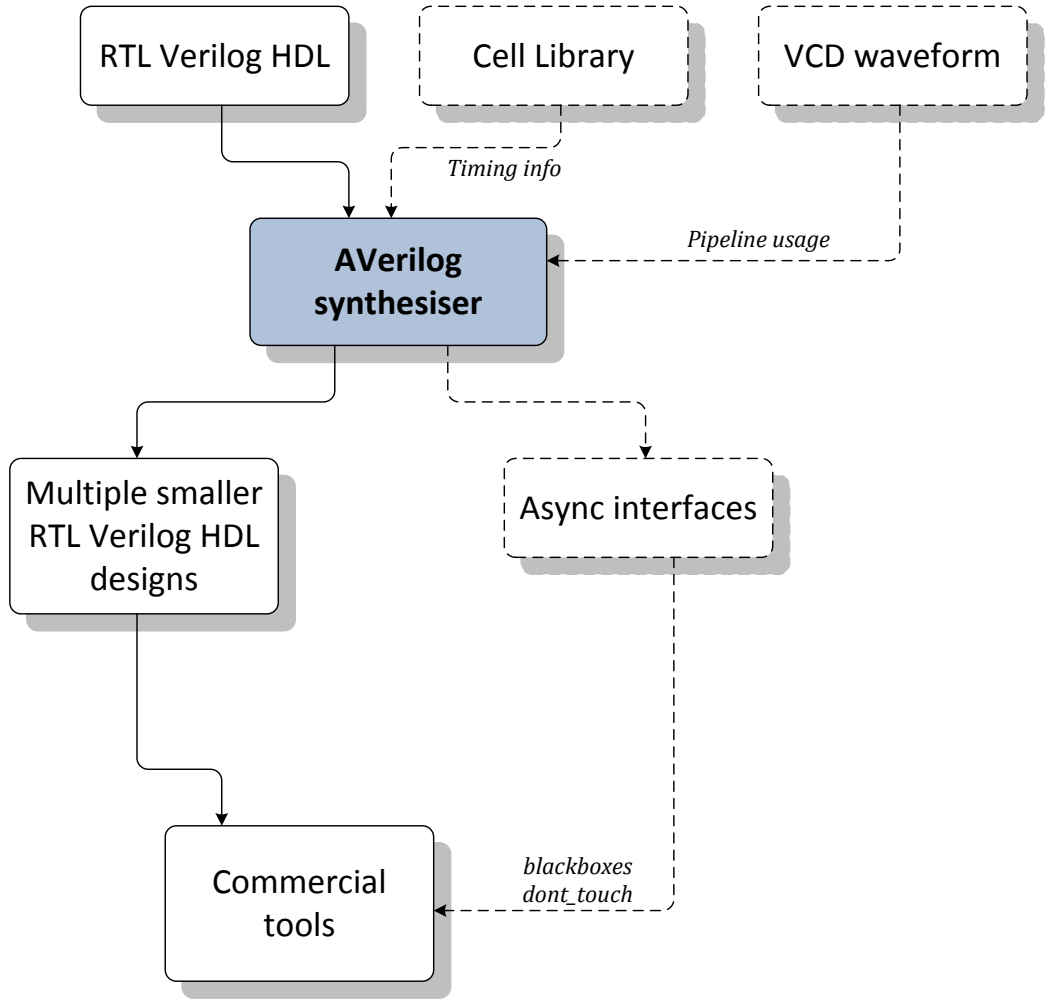 RTL Verilog HDL
Cell Library
VCD waveform
Timing info
Pipeline usage
AVerilog
synthesiser
Multiple smaller
RTL Verilog HDL
designs
Async interfaces
blackboxes
dont_touch
Commercial
tools